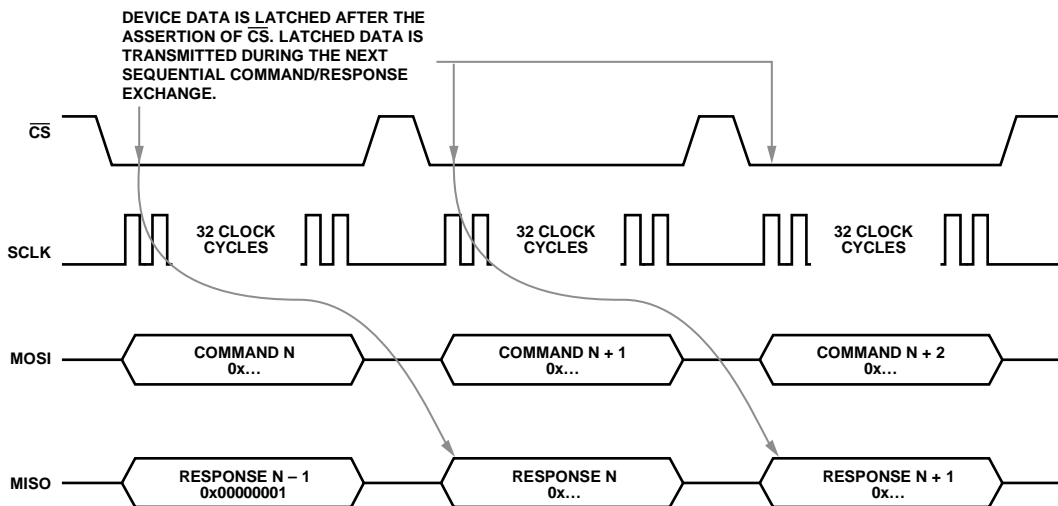 DEVICE DATA IS LATCHED AFTER THE
ASSERTION OF CS. LATCHED DATA IS
TRANSMITTED DURING THE NEXT
SEQUENTIAL COMMAND/RESPONSE
EXCHANGE.
CS
SCLK
32 CLOCK
CYCLES
32 CLOCK
CYCLES
32 CLOCK
CYCLES
MOSI
COMMAND N
0x…
COMMAND N + 1
0x…
COMMAND N + 2
0x…
MISO
RESPONSE N – 1
0x00000001
RESPONSE N
0x…
RESPONSE N + 1
0x…